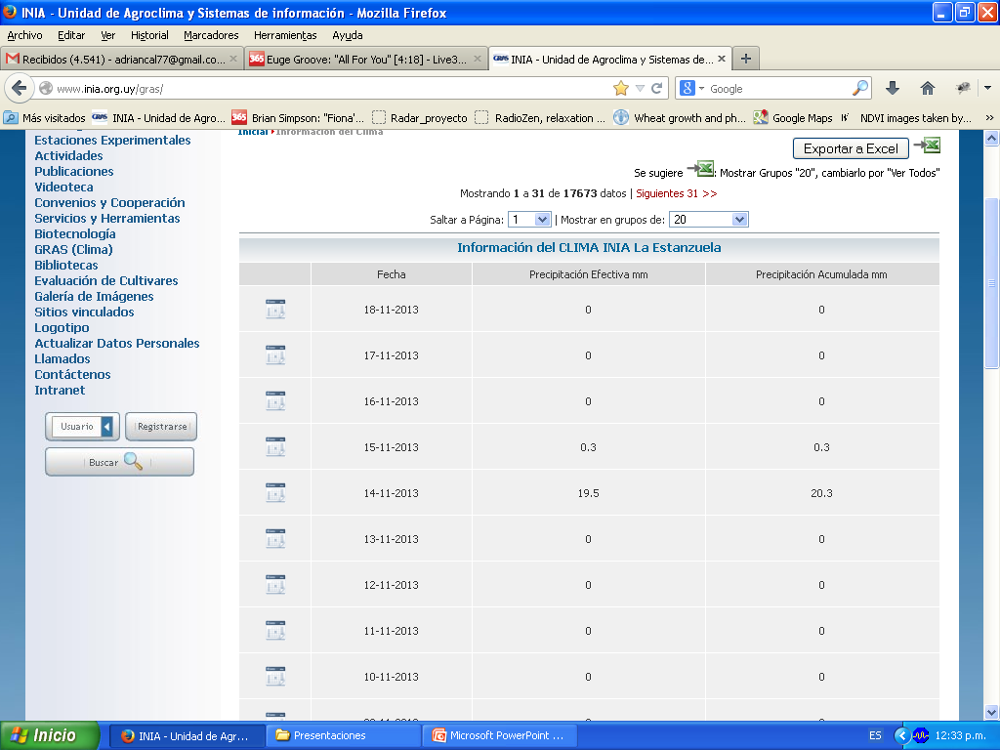 INIA - Unidad de Agroclima y Sistemas de información - Mozilla Firefox
Archivo Editar Ver Historial Marcadores Herramientas Ayuda
Recibidos (4.541) - adriancal77@gmail.co... × 365 Euge Groove: "All For You" [4:18] - Live3... × GRAS INIA - Unidad de Agroclima y Sistemas de... × +
www.inia.org.uy/gras/ Google
Más visitados GRAS INIA - Unidad de Agro... 365 Brian Simpson: "Fiona'... Radar_proyecto RadioZen, relaxation ... Wheat growth and ph... Google Maps NDVI images taken by... »
Inicial Información del Clima
Estaciones Experimentales
Actividades
Publicaciones
Videoteca
Convenios y Cooperación
Servicios y Herramientas
Biotecnología
GRAS (Clima)
Bibliotecas
Evaluación de Cultivares
Galería de Imágenes
Sitios vinculados
Logotipo
Actualizar Datos Personales
Llamados
Contáctenos
Intranet
Usuario Registrarse
Buscar
Exportar a Excel
Se sugiere : Mostrar Grupos "20", cambiarlo por "Ver Todos"
Mostrando 1 a 31 de 17673 datos | Siguientes 31 >>
Saltar a Página: 1 | Mostrar en grupos de: 20
Información del CLIMA INIA La Estanzuela
Fecha Precipitación Efectiva mm Precipitación Acumulada mm
18-11-2013 0 0
17-11-2013 0 0
16-11-2013 0 0
15-11-2013 0.3 0.3
14-11-2013 19.5 20.3
13-11-2013 0 0
12-11-2013 0 0
11-11-2013 0 0
10-11-2013 0 0
Inicio INIA - Unidad de Agr... Presentaciones Microsoft PowerPoint ... ES 12:33 p.m.